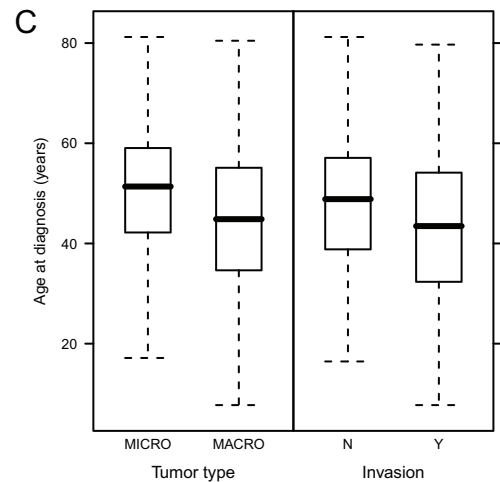 C
Age at diagnosis (years)
80
60
40
20
MICRO MACRO N Y
Tumor type Invasion